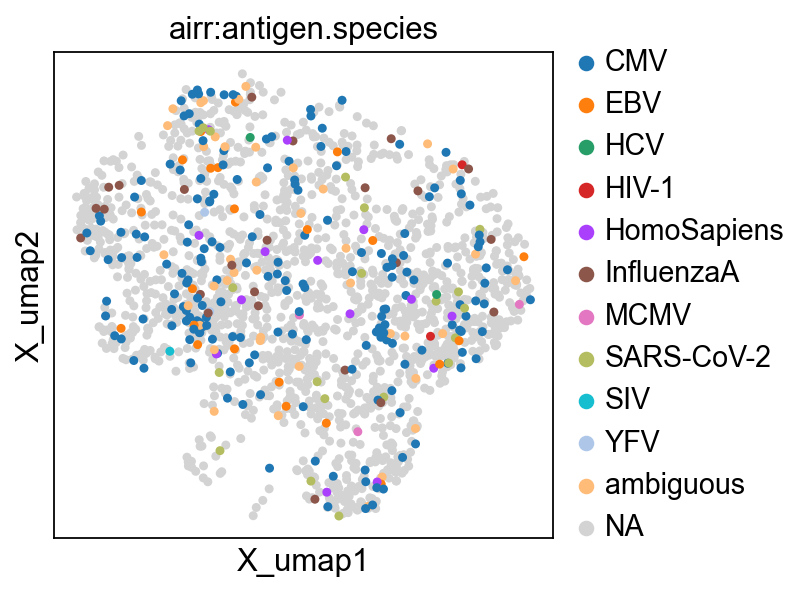 airr:antigen.species
CMV
EBV
HCV
HIV-1
HomoSapiens
InfluenzaA
MCMV
SARS-CoV-2
SIV
YFV
ambiguous
NA
X_umap2
X_umap1